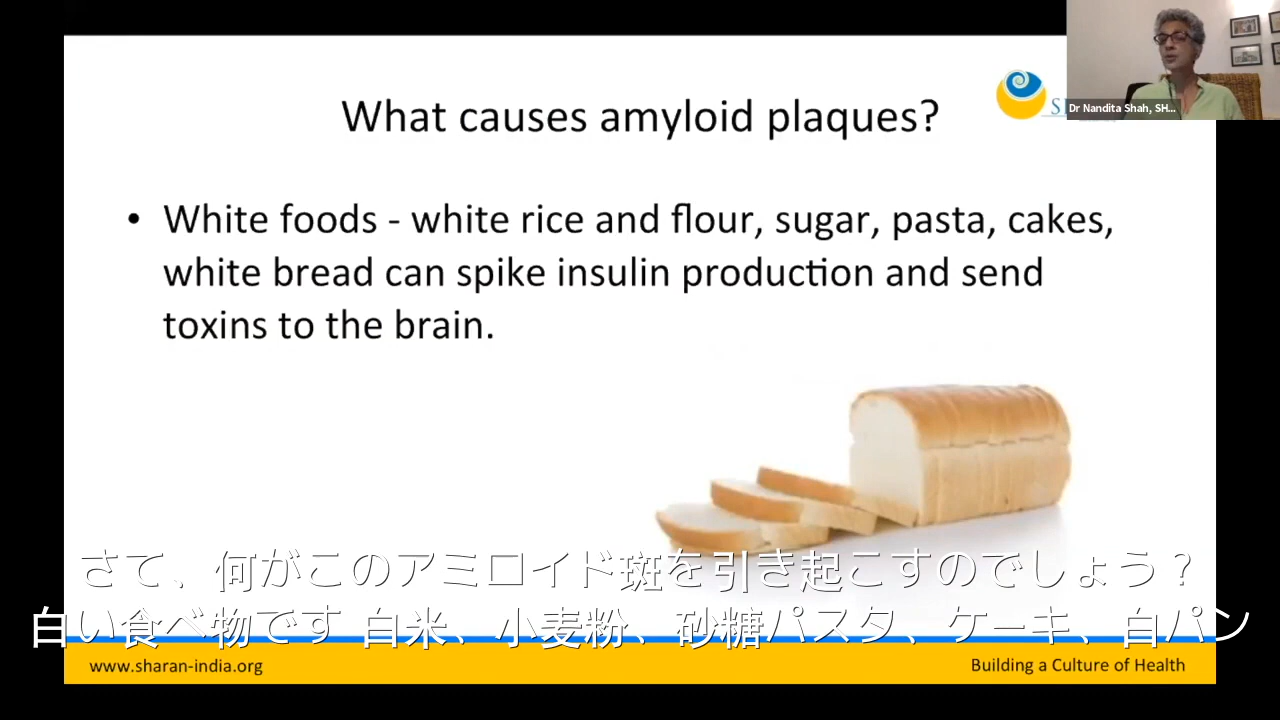 What causes amyloid plaques?
Dr Nandita Shah, SH...
• White foods - white rice and flour, sugar, pasta, cakes,
white bread can spike insulin production and send
toxins to the brain.
さて、何がこのアミロイド斑を引き起こすのでしょう？
白い食べ物です 白米、小麦粉、砂糖パスタ、ケーキ、白パン
www.sharan-india.org
Building a Culture of Health